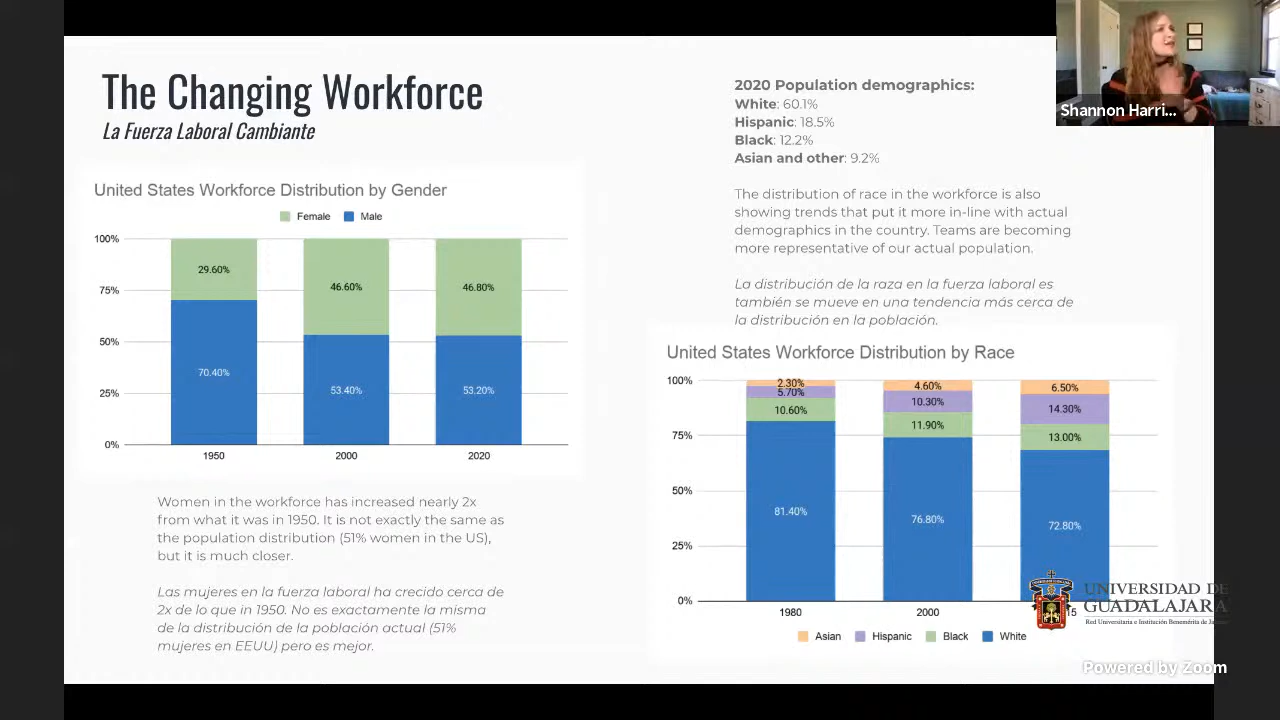 The Changing Workforce
La Fuerza Laboral Cambiante
United States Workforce Distribution by Gender
Female Male
100%
75%
50%
25%
0%
29.60%
46.60%
46.80%
70.40%
53.40%
53.20%
1950 2000 2020
Women in the workforce has increased nearly 2x
from what it was in 1950. It is not exactly the same as
the population distribution (51% women in the US),
but it is much closer.
Las mujeres en la fuerza laboral ha crecido cerca de
2x de lo que in 1950. No es exactamente la misma
de la distribución de la población actual (51%
mujeres en EEUU) pero es mejor.
2020 Population demographics:
White: 60.1%
Hispanic: 18.5%
Black: 12.2%
Asian and other: 9.2%
The distribution of race in the workforce is also
showing trends that put it more in-line with actual
demographics in the country. Teams are becoming
more representative of our actual population.
La distribución de la raza en la fuerza laboral es
también se mueve en una tendencia más cerca de
la distribución en la población.
United States Workforce Distribution by Race
100%
75%
50%
25%
0%
2.30%
5.70%
10.60%
81.40%
4.60%
10.30%
11.90%
76.80%
6.50%
14.30%
13.00%
72.80%
1980 2000 15
Asian Hispanic Black White
Shannon Harri...
UNIVERSIDAD DE
GUADALAJARA
Red Universitaria e Institución Benemérita de Ja
Powered by Zoom